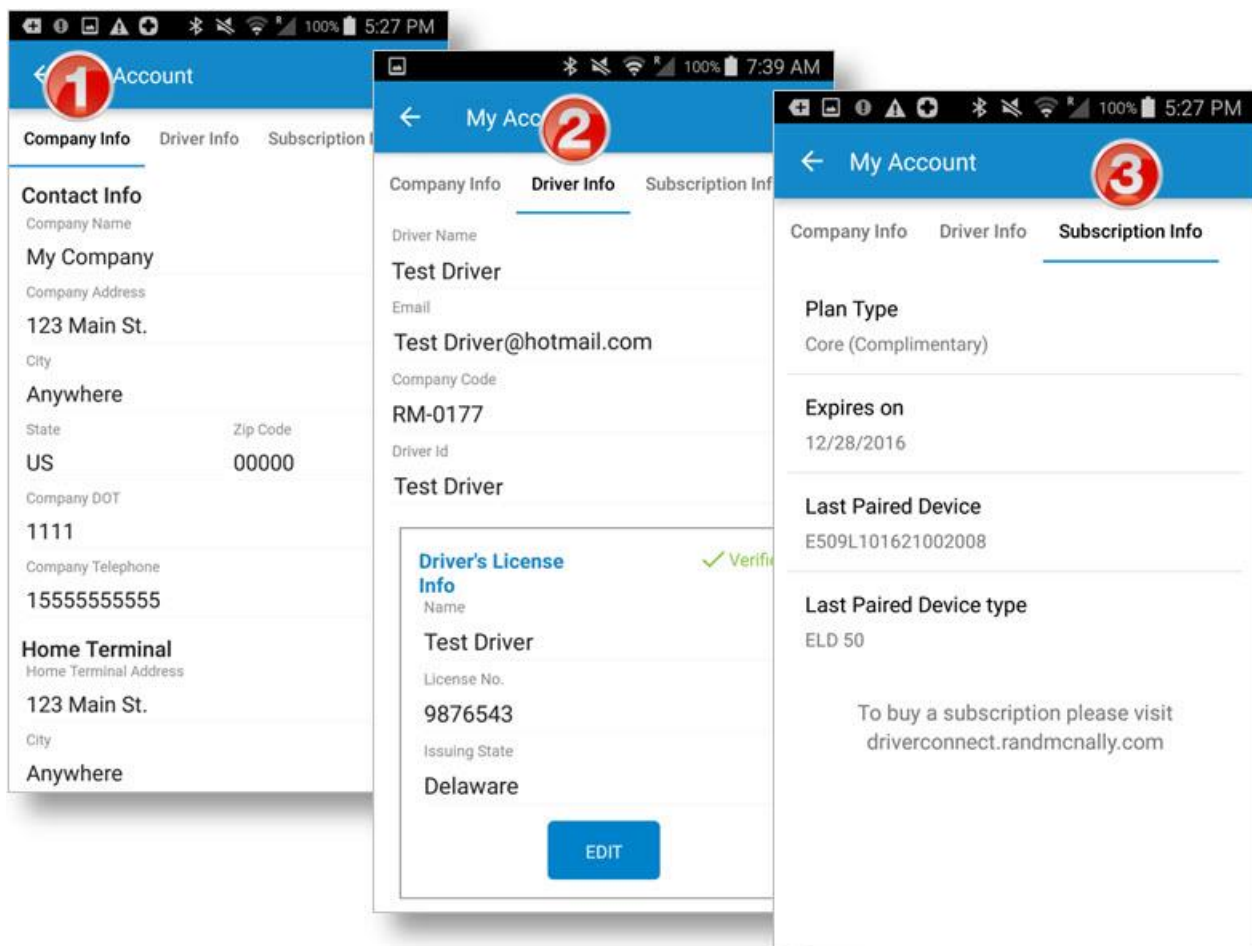 100% 5:27 PM
1
Account
Company Info Driver Info Subscription I
Contact Info
Company Name
My Company
Company Address
123 Main St.
City
Anywhere
State Zip Code
US 00000
Company DOT
1111
Company Telephone
15555555555
Home Terminal
Home Terminal Address
123 Main St.
City
Anywhere
R 100% 7:39 AM
My Acc
2
Company Info Driver Info Subscription Inf
Driver Name
Test Driver
Email
Test Driver@hotmail.com
Company Code
RM-0177
Driver Id
Test Driver
Driver's License
Info
Verifie
Name
Test Driver
License No.
9876543
Issuing State
Delaware
EDIT
R 100% 5:27 PM
My Account
3
Company Info Driver Info Subscription Info
Plan Type
Core (Complimentary)
Expires on
12/28/2016
Last Paired Device
E509L101621002008
Last Paired Device type
ELD 50
To buy a subscription please visit
driverconnect.randmcnally.com